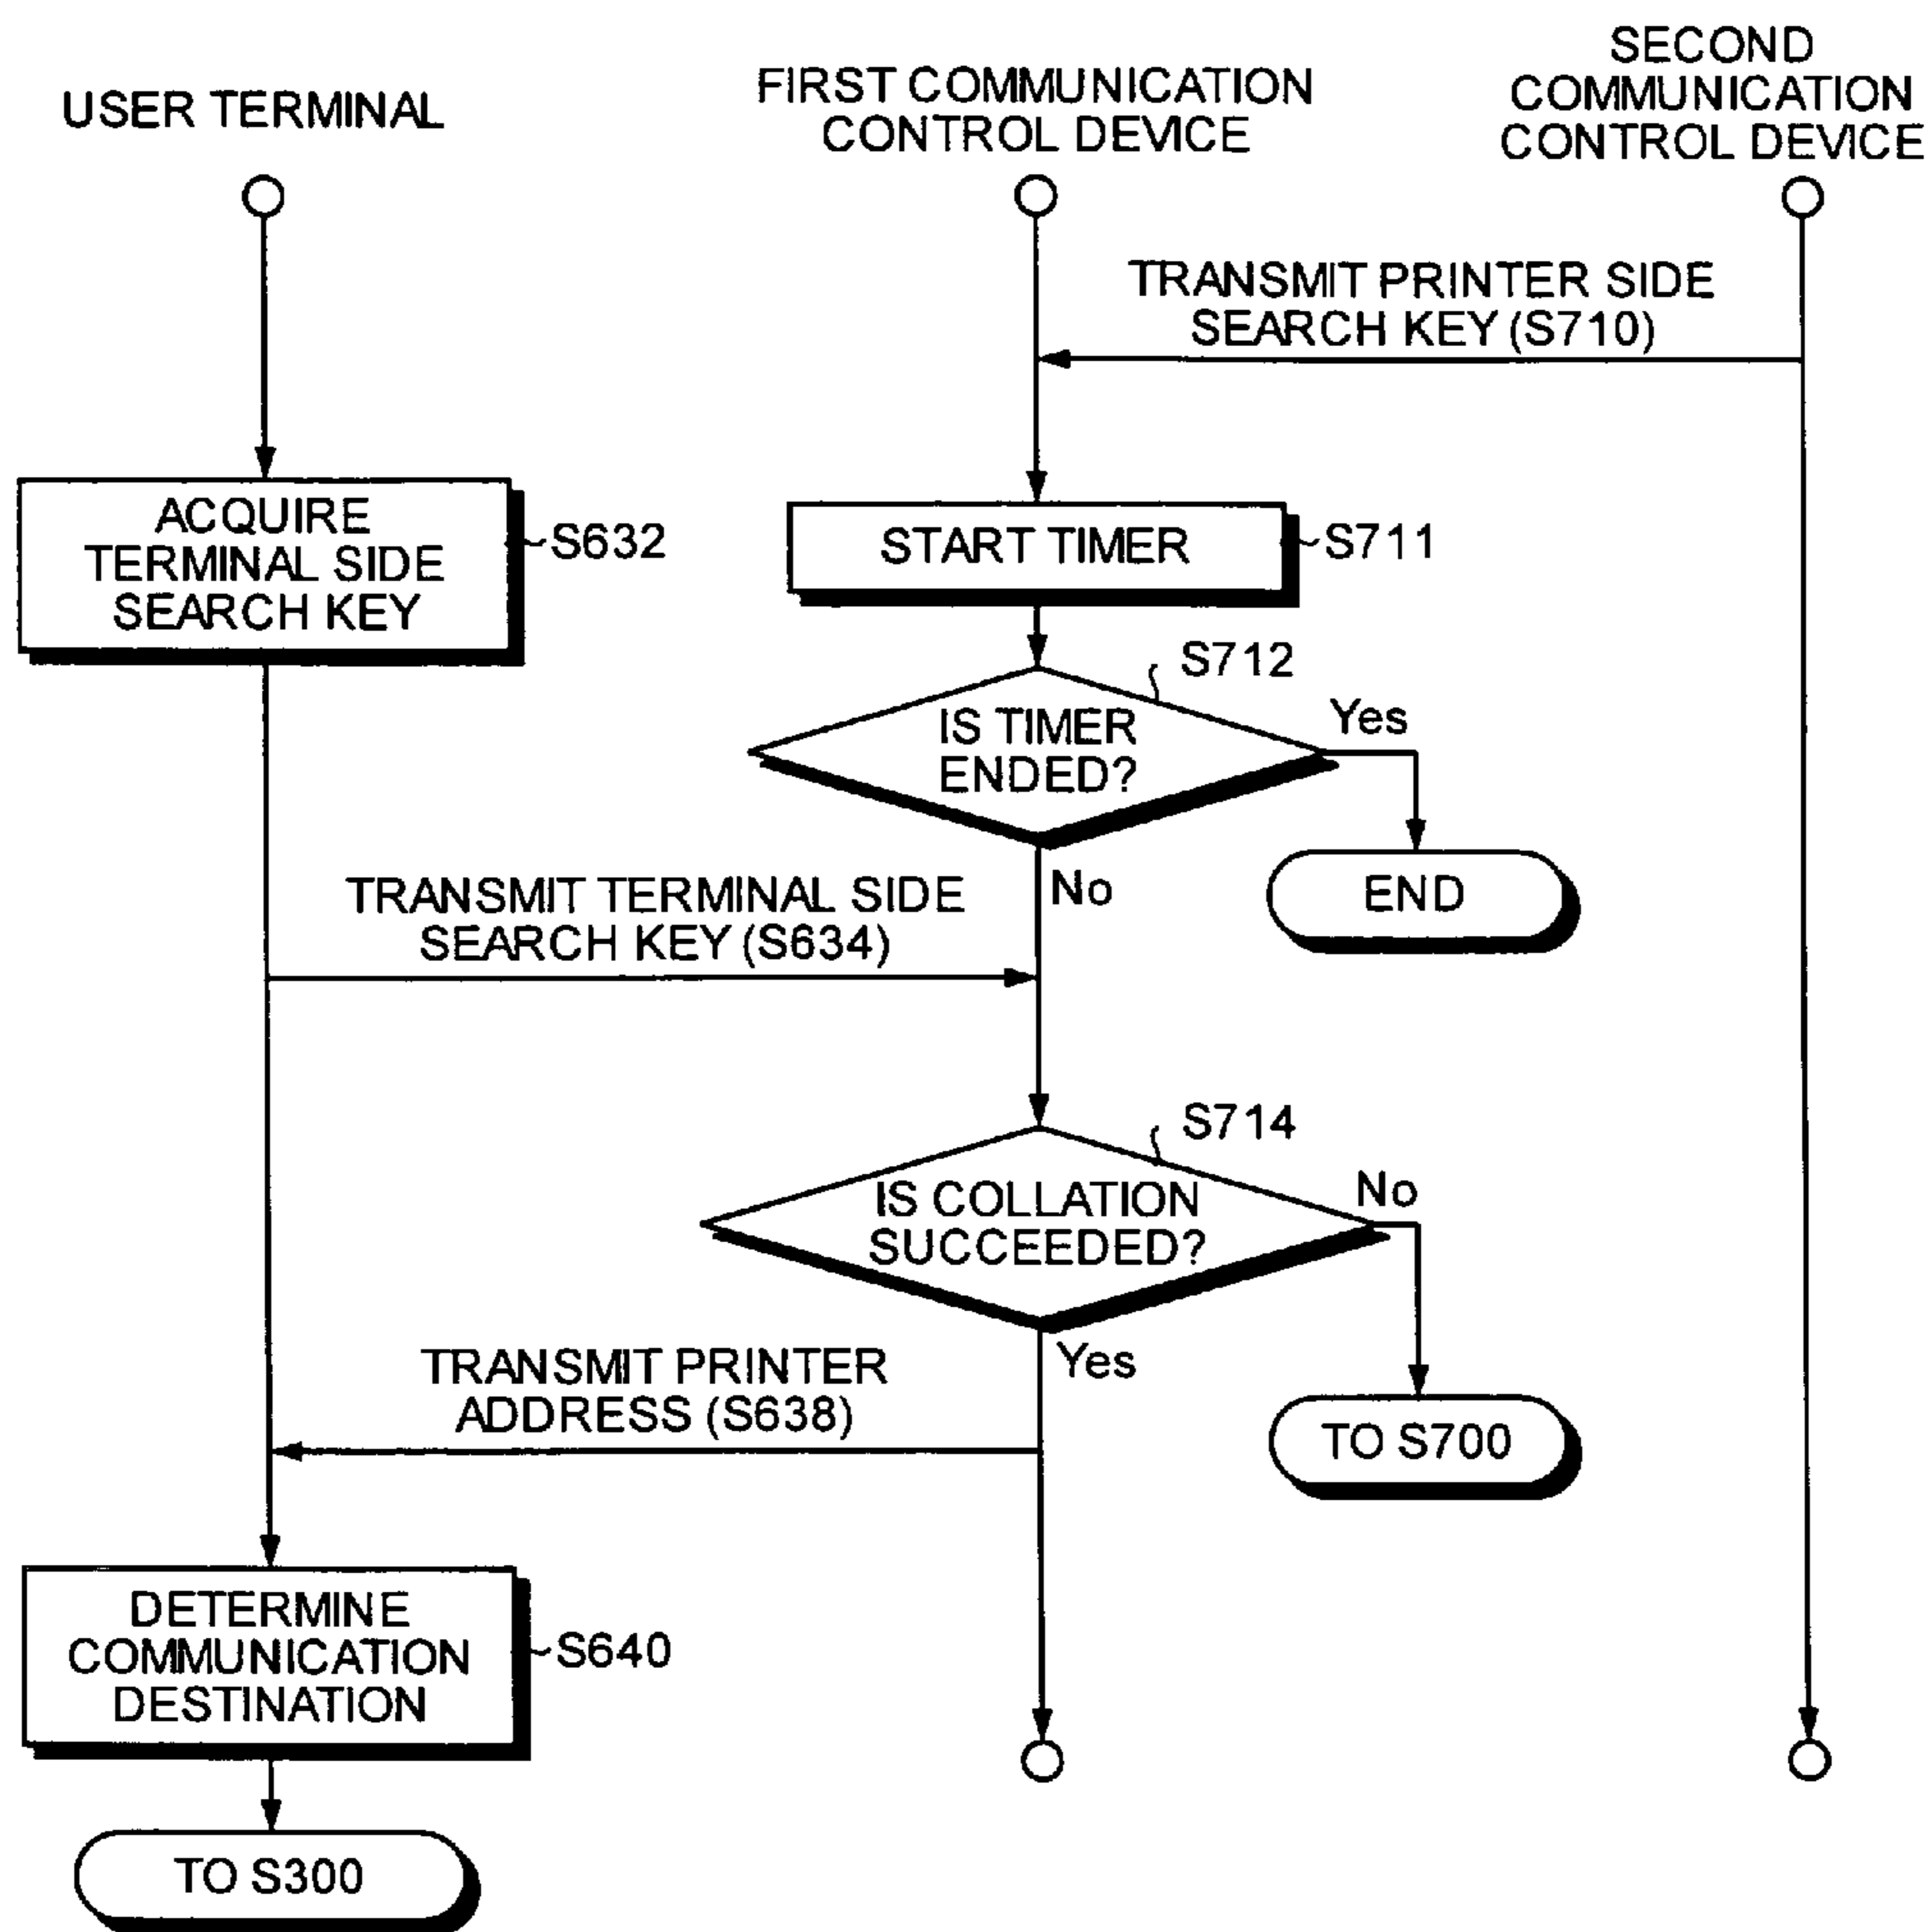 USER TERMINAL
FIRST COMMUNICATION
CONTROL DEVICE
SECOND
COMMUNICATION
CONTROL DEVICE
TRANSMIT PRINTER SIDE
SEARCH KEY (S710)
ACQUIRE
TERMINAL SIDE
SEARCH KEY
S632
START TIMER
S711
S712
IS TIMER
ENDED?
Yes
No
END
TRANSMIT TERMINAL SIDE
SEARCH KEY (S634)
S714
IS COLLATION
SUCCEEDED?
No
Yes
TO S700
TRANSMIT PRINTER
ADDRESS (S638)
DETERMINE
COMMUNICATION
DESTINATION
S640
TO S300